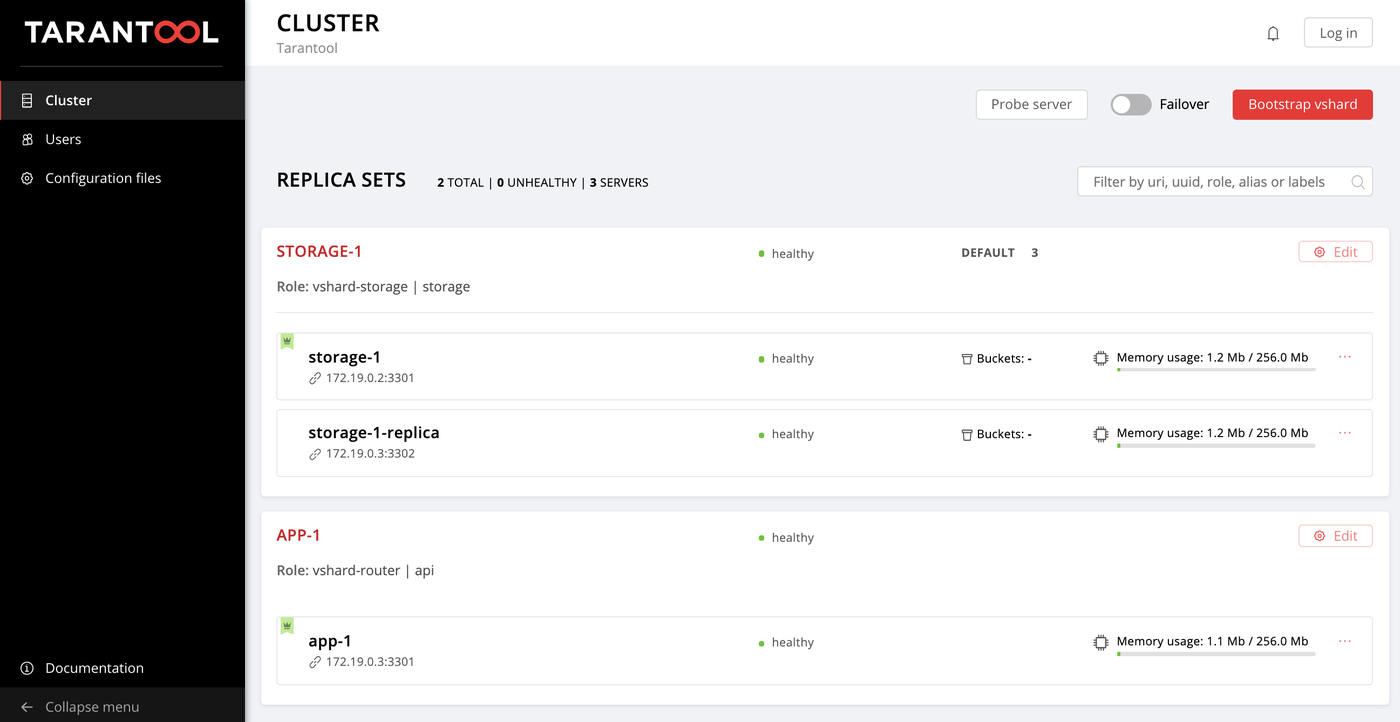 TARANTOOL
Cluster
Users
Configuration files
Documentation
Collapse menu
CLUSTER
Tarantool
Log in
Probe server
Failover
Bootstrap vshard
REPLICA SETS 2 TOTAL | 0 UNHEALTHY | 3 SERVERS
Filter by uri, uuid, role, alias or labels
STORAGE-1 healthy DEFAULT 3 Edit
Role: vshard-storage | storage
storage-1 healthy Buckets: - Memory usage: 1.2 Mb / 256.0 Mb ...
172.19.0.2:3301
storage-1-replica healthy Buckets: - Memory usage: 1.2 Mb / 256.0 Mb ...
172.19.0.3:3302
APP-1 healthy Edit
Role: vshard-router | api
app-1 healthy Memory usage: 1.1 Mb / 256.0 Mb ...
172.19.0.3:3301